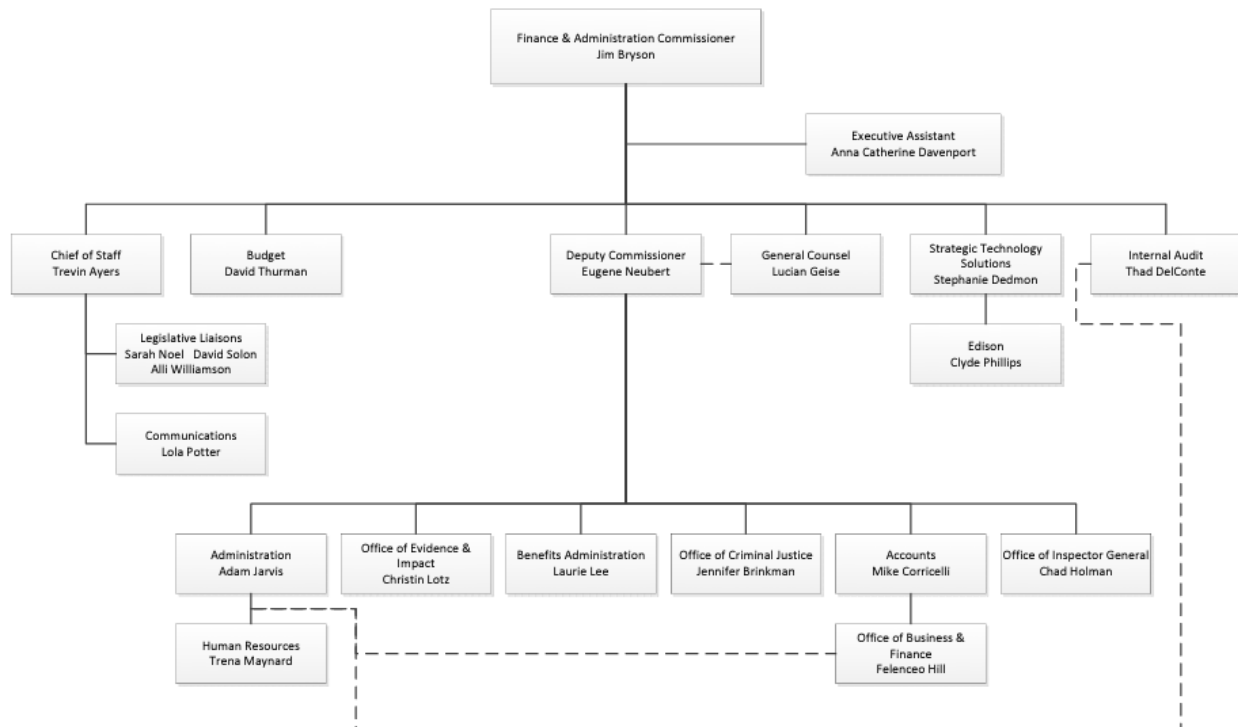 Finance & Administration Commissioner
Jim Bryson
Executive Assistant
Anna Catherine Davenport
Chief of Staff
Trevin Ayers
Budget
David Thurman
Deputy Commissioner
Eugene Neubert
General Counsel
Lucian Geise
Strategic Technology
Solutions
Stephanie Dedmon
Internal Audit
Thad DelConte
Legislative Liaisons
Sarah Noel David Solon
Alli Williamson
Edison
Clyde Phillips
Communications
Lola Potter
Administration
Adam Jarvis
Office of Evidence &
Impact
Christin Lotz
Benefits Administration
Laurie Lee
Office of Criminal Justice
Jennifer Brinkman
Accounts
Mike Corricelli
Office of Inspector General
Chad Holman
Human Resources
Trena Maynard
Office of Business &
Finance
Felenceo Hill